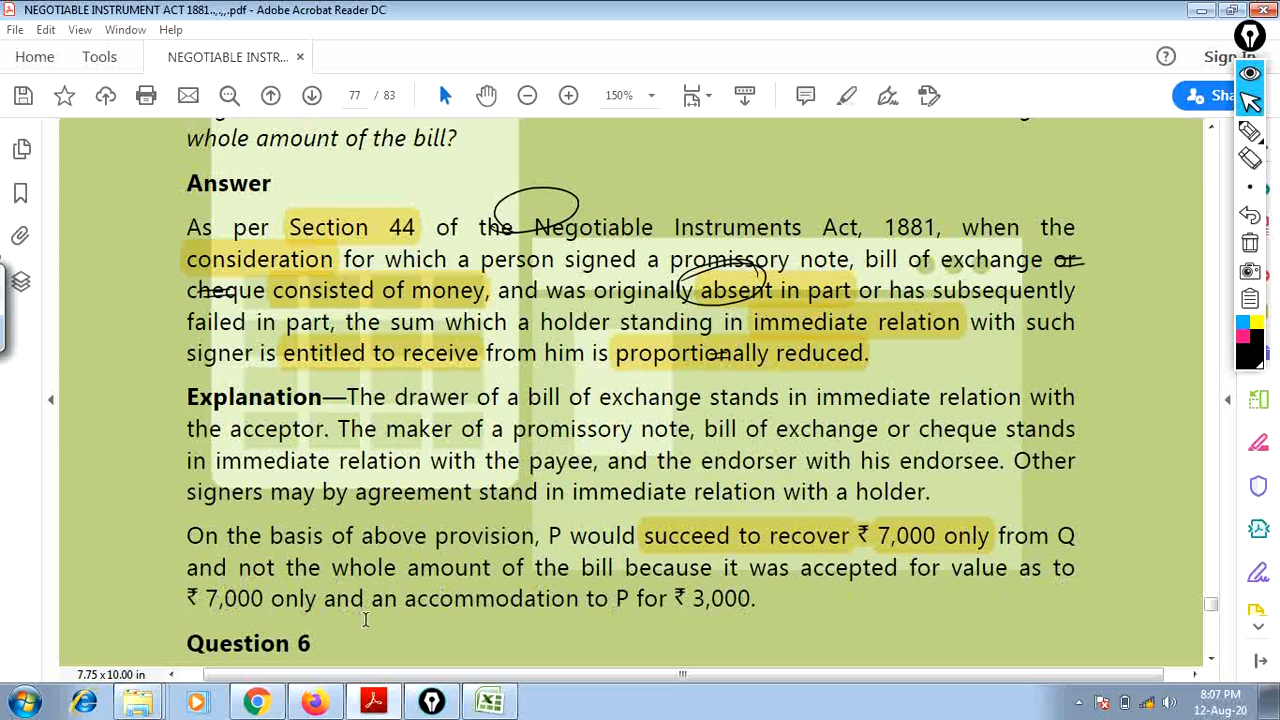 NEGOTIABLE INSTRUMENT ACT 1881..,.,,.pdf - Adobe Acrobat Reader DC
File Edit View Window Help
Home Tools NEGOTIABLE INSTR... × Sign
77 / 83 150% Sha
whole amount of the bill?
Answer
As per Section 44 of the Negotiable Instruments Act, 1881, when the
consideration for which a person signed a promissory note, bill of exchange or
cheque consisted of money, and was originally absent in part or has subsequently
failed in part, the sum which a holder standing in immediate relation with such
signer is entitled to receive from him is proportionally reduced.
Explanation—The drawer of a bill of exchange stands in immediate relation with
the acceptor. The maker of a promissory note, bill of exchange or cheque stands
in immediate relation with the payee, and the endorser with his endorsee. Other
signers may by agreement stand in immediate relation with a holder.
On the basis of above provision, P would succeed to recover ₹ 7,000 only from Q
and not the whole amount of the bill because it was accepted for value as to
₹ 7,000 only and an accommodation to P for ₹ 3,000.
Question 6
7.75 x 10.00 in
8:07 PM
12-Aug-20